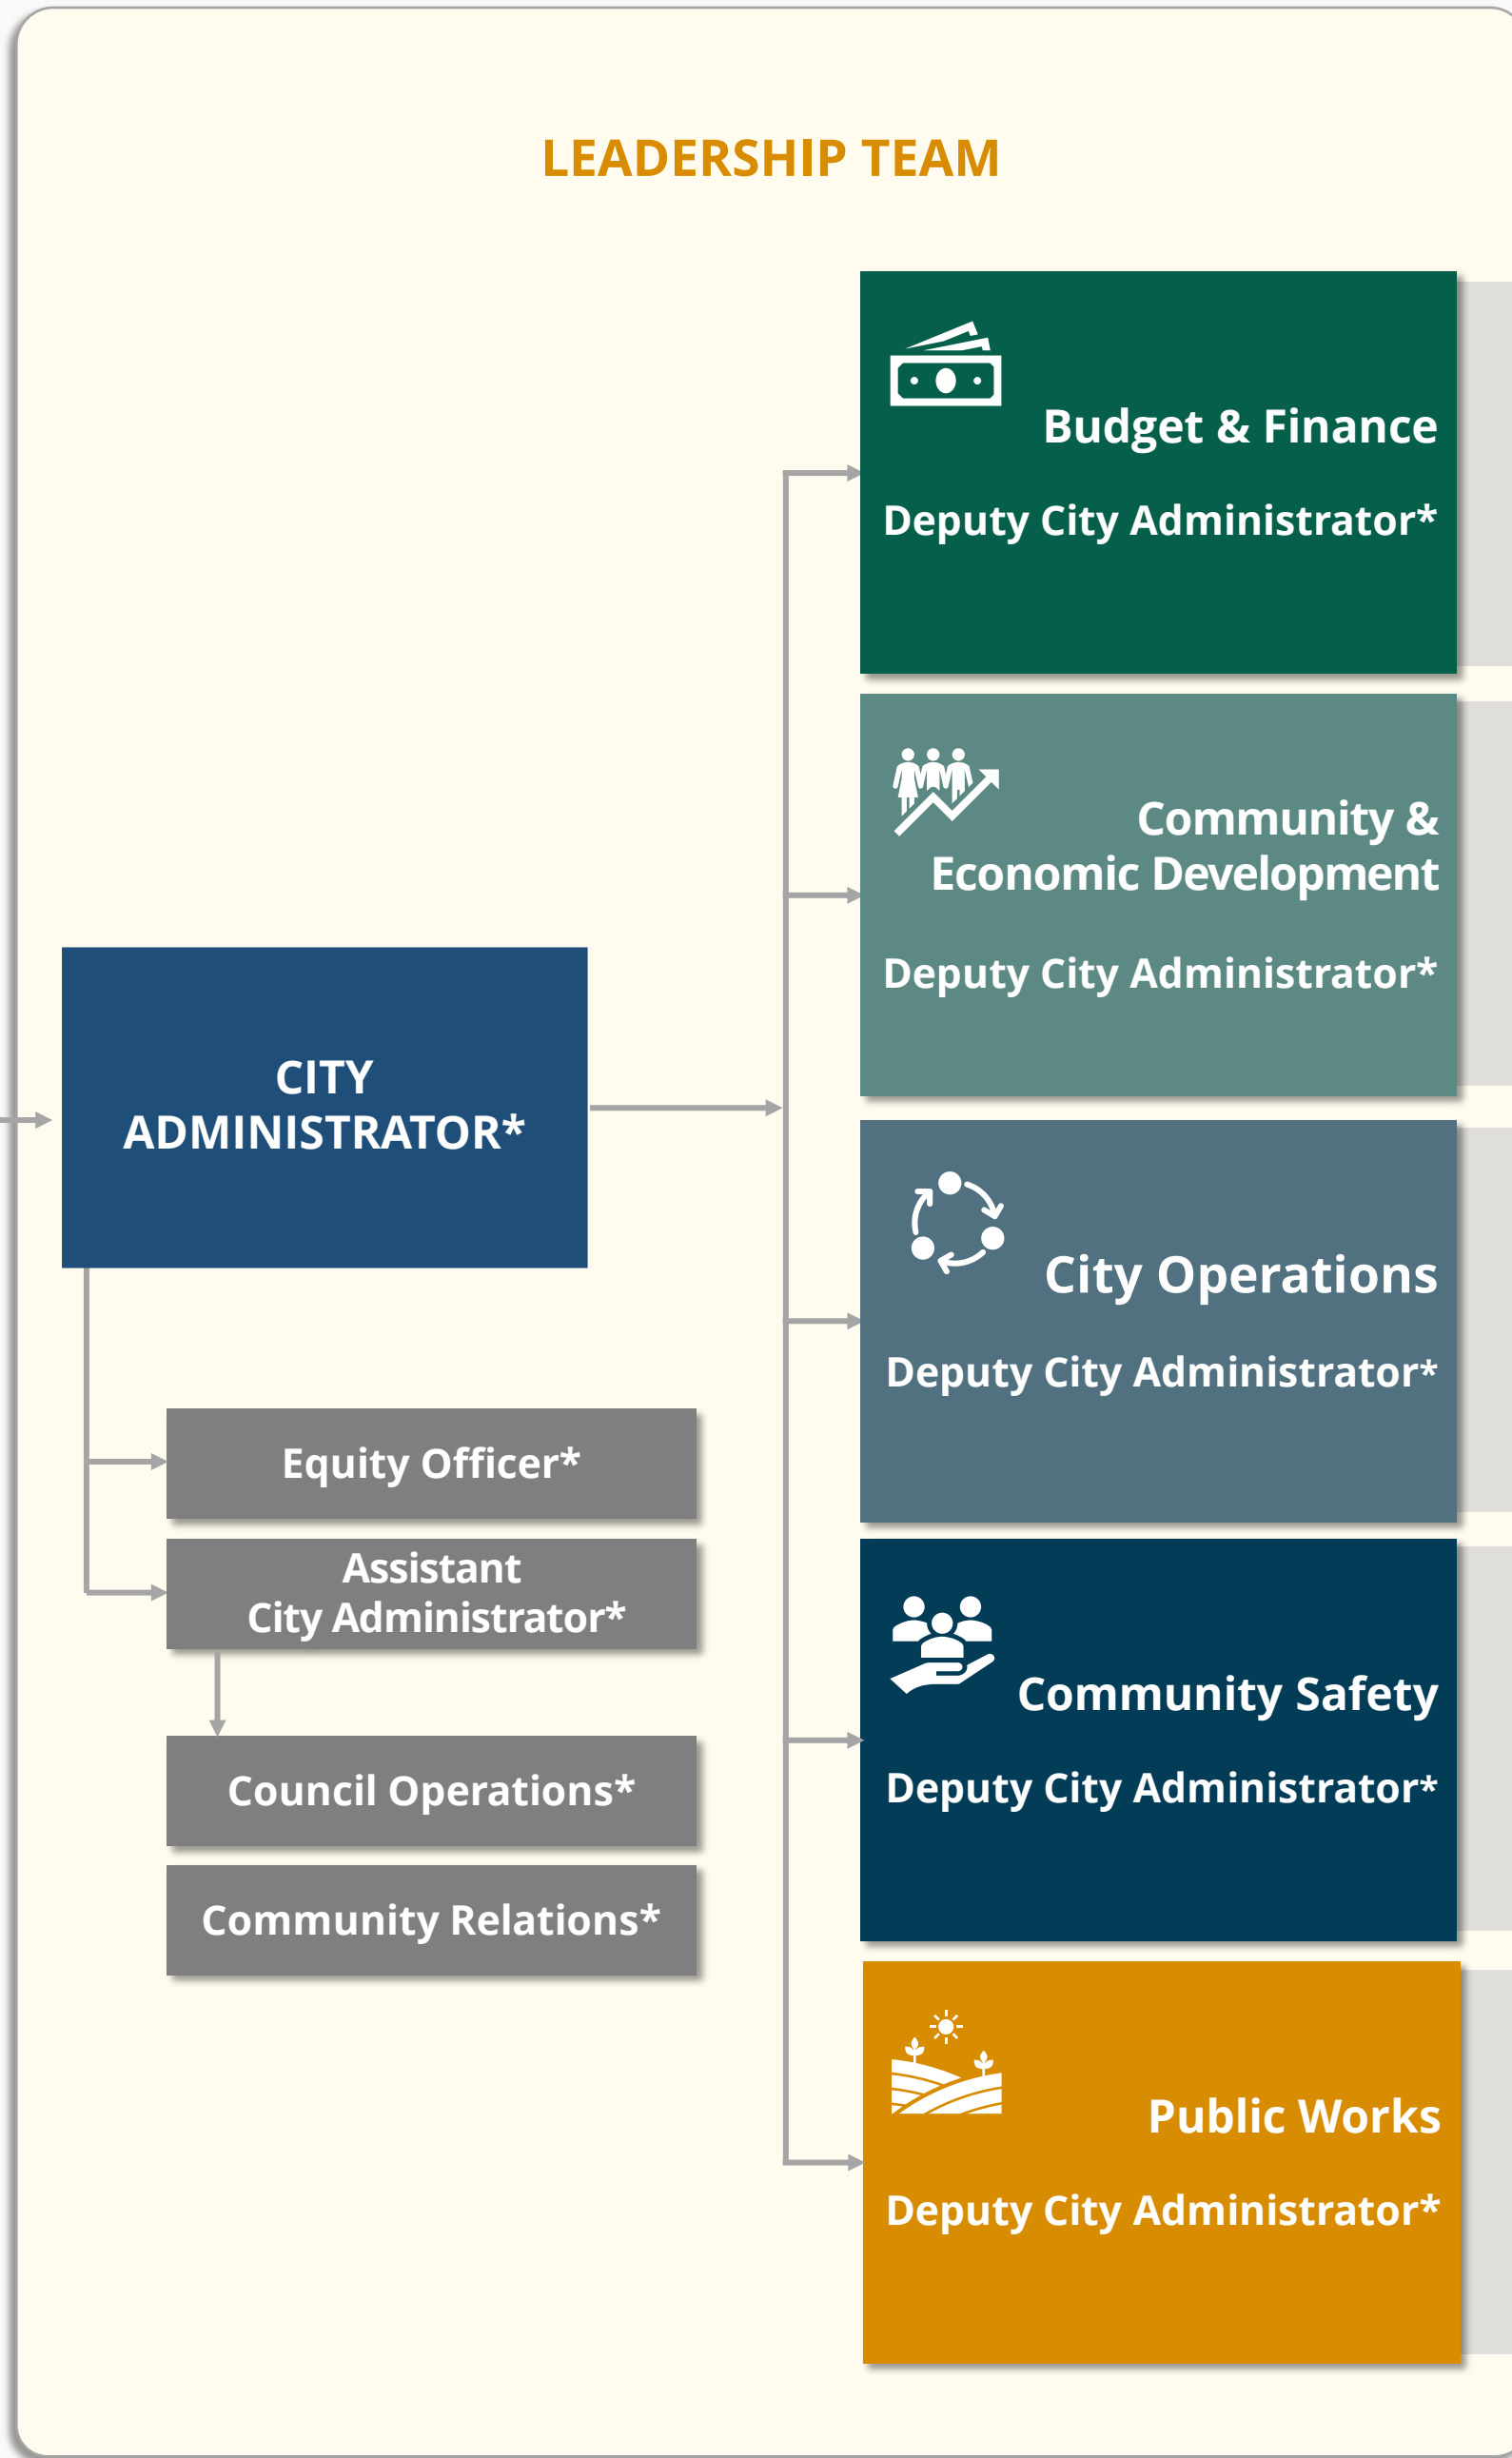 LEADERSHIP TEAM
CITY
ADMINISTRATOR*
Equity Officer*
Assistant
City Administrator*
Council Operations*
Community Relations*
Budget & Finance
Deputy City Administrator*
Community &
Economic Development
Deputy City Administrator*
City Operations
Deputy City Administrator*
Community Safety
Deputy City Administrator*
Public Works
Deputy City Administrator*